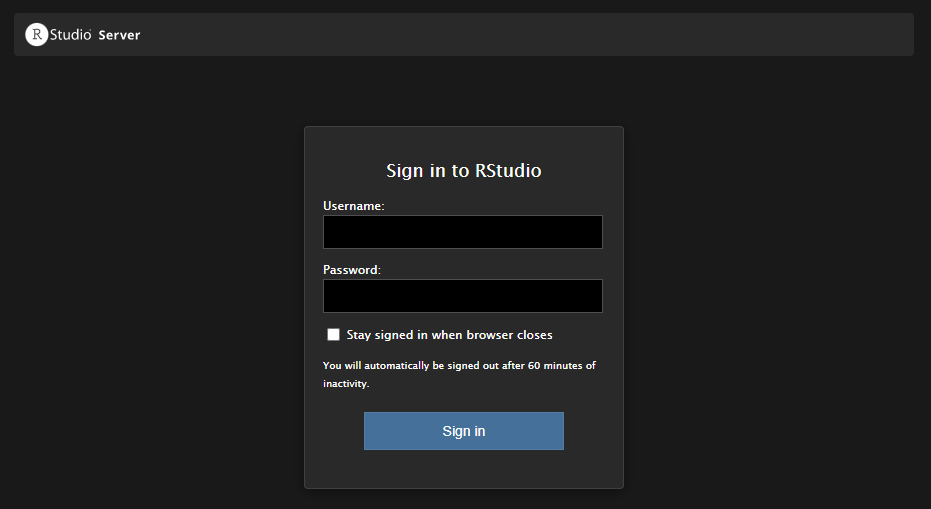 R Studio Server
Sign in to RStudio
Username:
Password:
Stay signed in when browser closes
You will automatically be signed out after 60 minutes of
inactivity.
Sign in